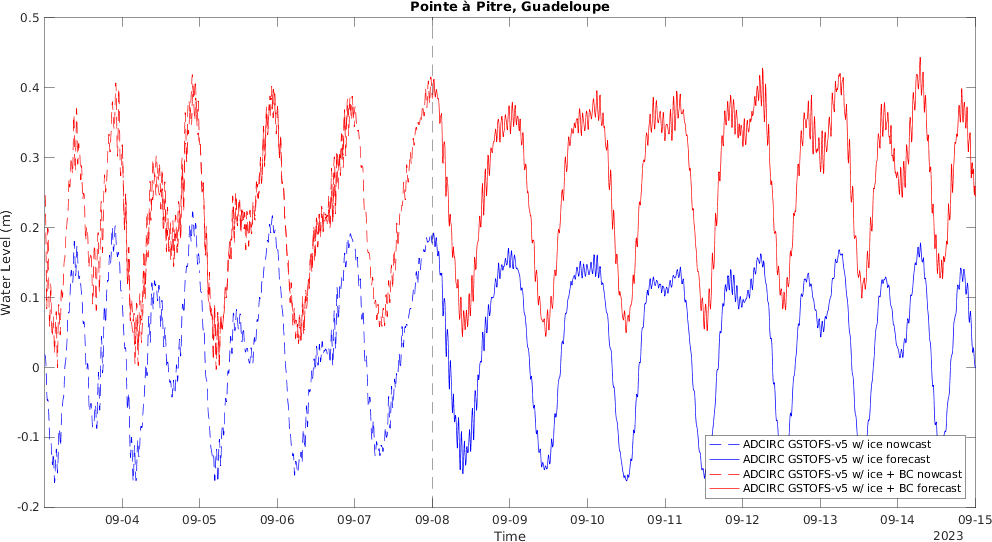 Pointe à Pitre, Guadeloupe
0.5
0.4
0.3
0.2
0.1
0
-0.1
-0.2
Water Level (m)
ADCIRC GSTOFS-v5 w/ ice nowcast
ADCIRC GSTOFS-v5 w/ ice forecast
ADCIRC GSTOFS-v5 w/ ice + BC nowcast
ADCIRC GSTOFS-v5 w/ ice + BC forecast
09-04 09-05 09-06 09-07 09-08 09-09 09-10 09-11 09-12 09-13 09-14 09-15
Time
2023